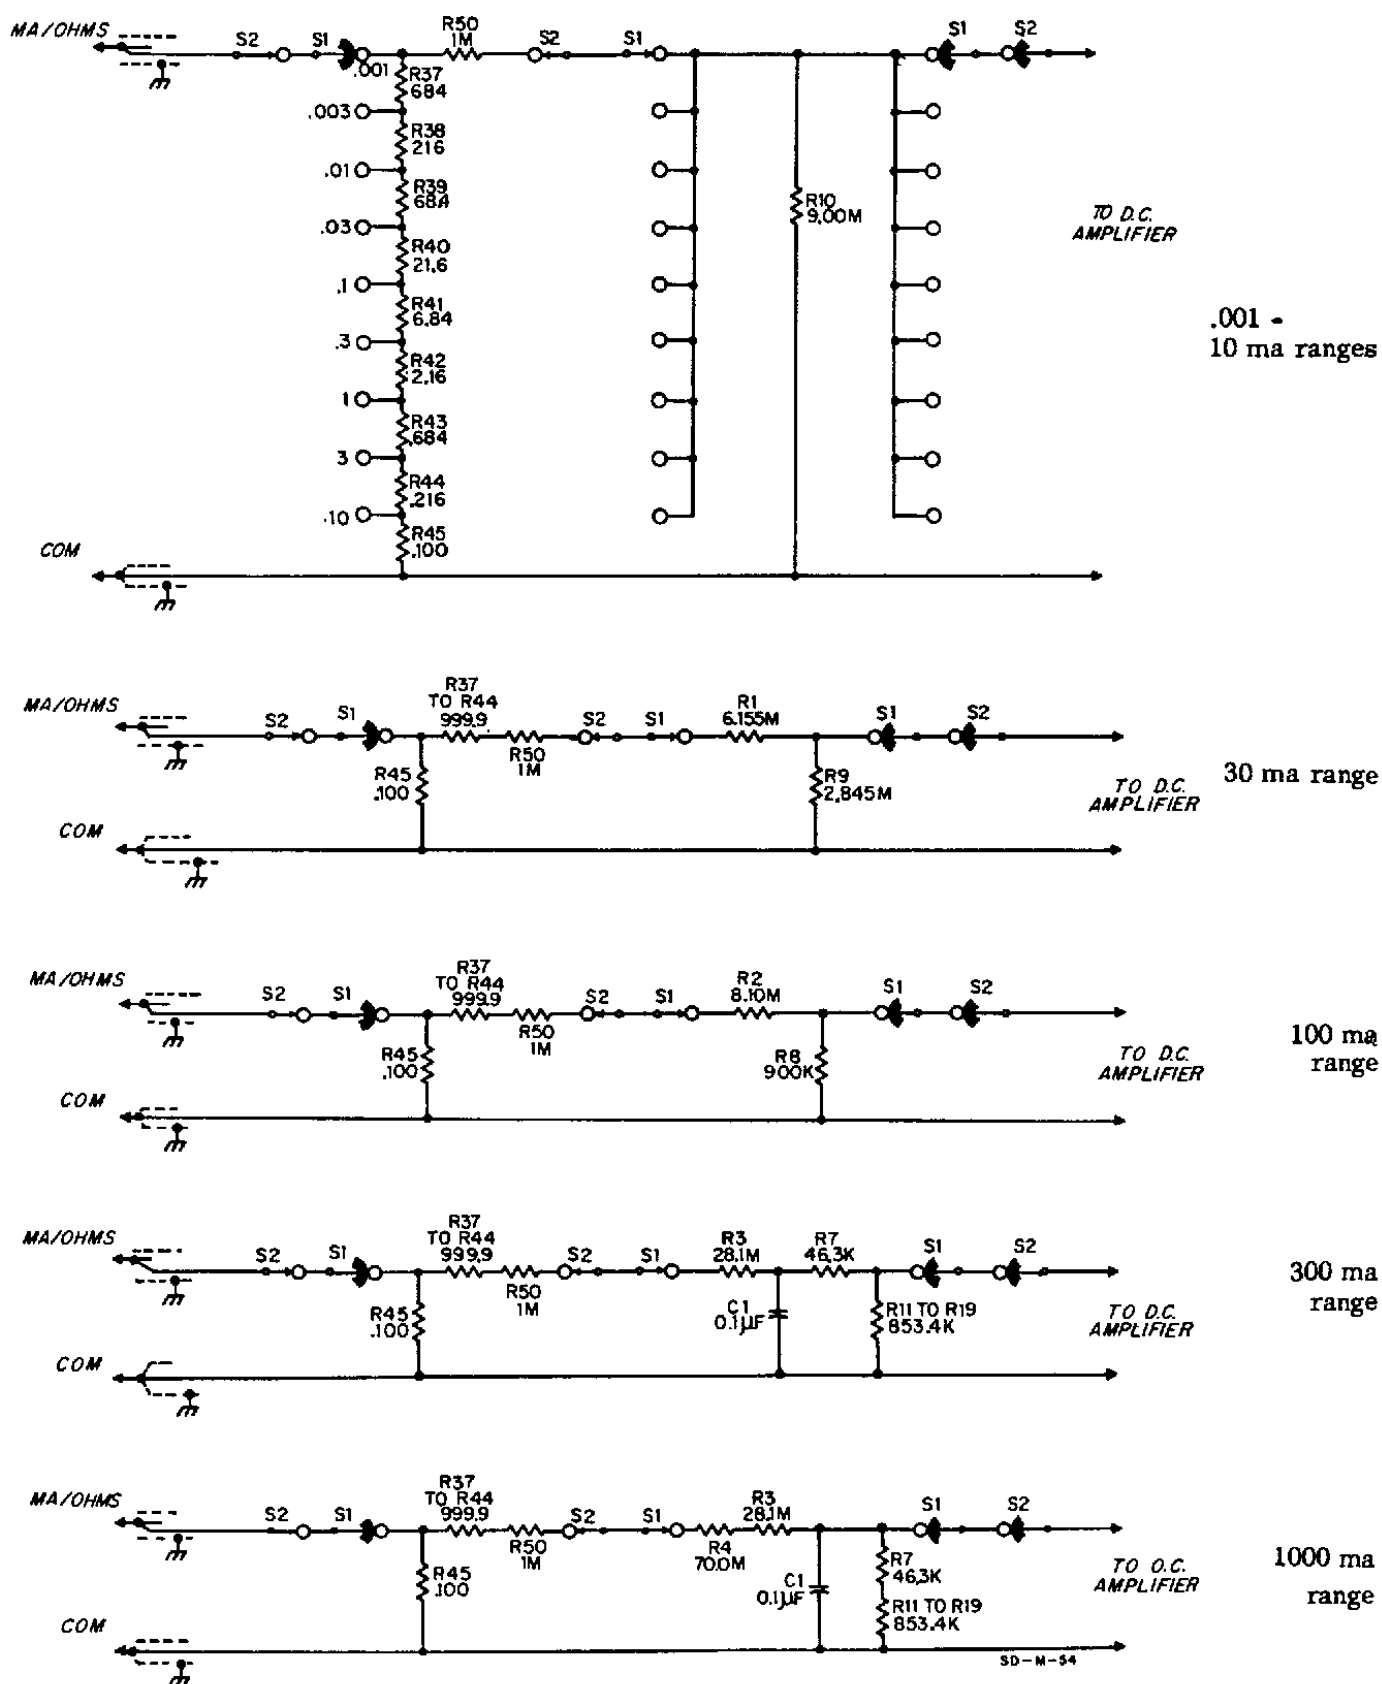 MA/OHMS
S2
S1
R50
1M
S2
S1
S1
S2
.001
R37
684
.003
R38
216
.01
R39
68.4
.03
R40
21.6
.1
R41
6.84
.3
R42
2.16
1
R43
.684
3
R44
.216
.10
R45
.100
R10
9.00M
TO D.C.
AMPLIFIER
.001 -
10 ma ranges
COM
MA/OHMS
S2
S1
R37
TO R44
999.9
R50
1M
S2
S1
R1
6.155M
S1
S2
R45
.100
R9
2.845M
TO D.C.
AMPLIFIER
30 ma range
COM
MA/OHMS
S2
S1
R37
TO R44
999.9
R50
1M
S2
S1
R2
8.10M
S1
S2
R45
.100
R8
900K
TO D.C.
AMPLIFIER
100 ma
range
COM
MA/OHMS
S2
S1
R37
TO R44
999.9
R50
1M
S2
S1
R3
28.1M
R7
46.3K
S1
S2
R45
.100
C1
0.1µF
R11 TO R19
853.4K
TO D.C.
AMPLIFIER
300 ma
range
COM
MA/OHMS
S2
S1
R37
TO R44
999.9
R50
1M
S2
S1
R4
70.0M
R3
28.1M
S1
S2
R45
.100
C1
0.1µF
R7
46.3K
R11 TO R19
853.4K
TO D.C.
AMPLIFIER
1000 ma
range
COM
SD-M-54